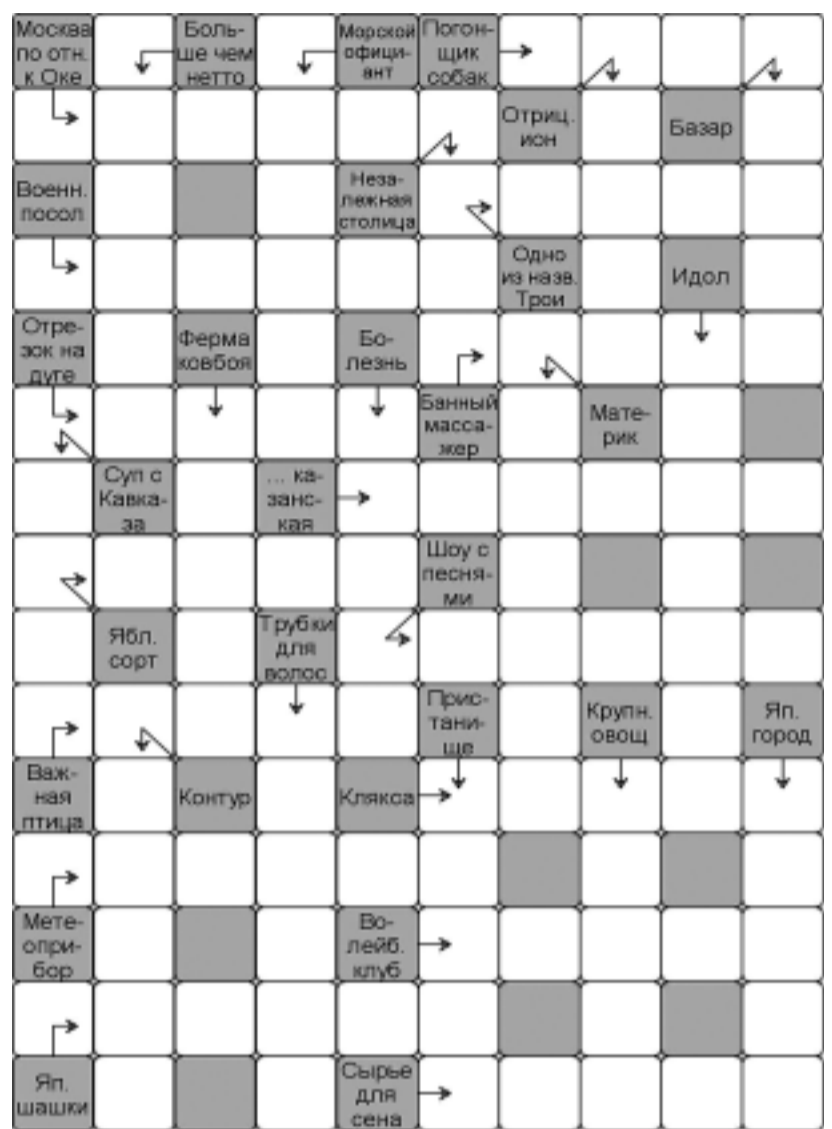 Москва
по отн.
к Оке
Боль-
ше чем
нетто
Морской
офици-
ант
Погон-
щик
собак
Отриц.
ион
Базар
Военн.
посол
Неза-
лежная
столица
Одно
из назв.
Трои
Идол
Отре-
зок на
дуге
Ферма
ковбоя
Бо-
лезнь
Банный
масса-
жер
Мате-
рик
Суп с
Кавка-
за
... ка-
занс-
кая
Шоу с
песня-
ми
Ябл.
сорт
Трубки
для
волос
Прис-
тани-
ще
Крупн.
овощ
Яп.
город
Важ-
ная
птица
Контур
Клякса
Мете-
опри-
бор
Во-
лейб.
клуб
Яп.
шашки
Сырье
для
сена